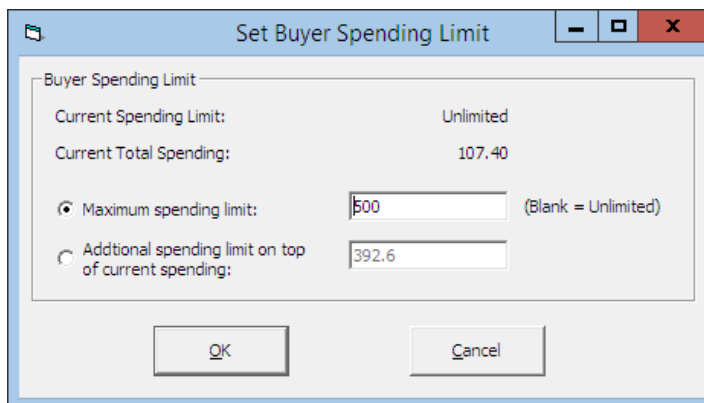 Set Buyer Spending Limit
Buyer Spending Limit
Current Spending Limit: Unlimited
Current Total Spending: 107.40
Maximum spending limit: 500 (Blank = Unlimited)
Addtional spending limit on top
of current spending: 392.6
OK Cancel